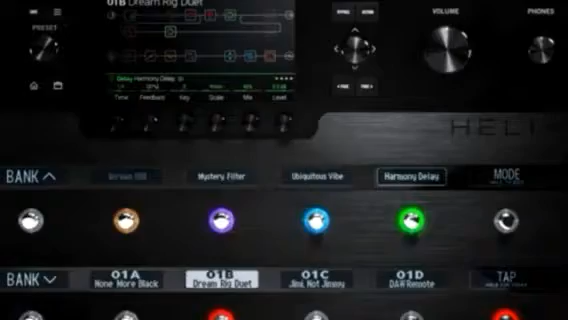 01B Dream Rig Duet
PRESET
VOLUME
PHONES
Delay Harmony Delay
Time Feedback Key Scale Mix Level
HELI
BANK Mystery Filter Ubiquitous Vibe Harmony Delay MODE
BANK 01A 01B 01C 01D TAP
None More Black Dream Rig Duet Jimi, Not Jimmy DAW Remote